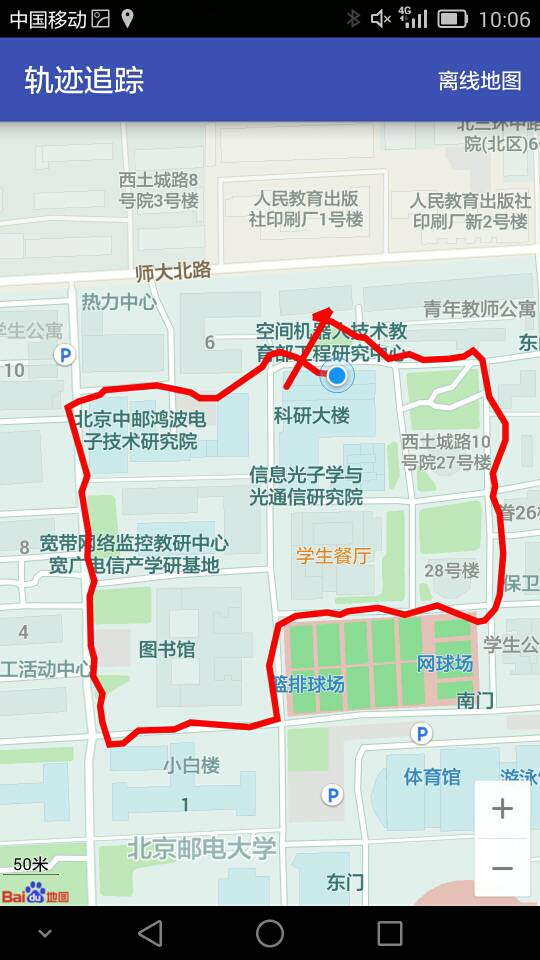 中国移动
4G
10:06
轨迹追踪
离线地图
院(北区)6
西土城路8
号院3号楼
人民教育出版
社印刷厂1号楼
人民教育出版社
印刷厂新2号楼
师大北路
热力中心
青年教师公寓
学生公寓
P
6
空间机器人技术教
育部工程研究中心
10
北京中邮鸿波电
子技术研究院
科研大楼
西土城路10
号院27号楼
信息光子学与
光通信研究院
8
宽带网络监控教研中心
宽广电信产学研基地
学生餐厅
28号楼
保卫
4
图书馆
学生公
工活动中心
篮排球场
网球场
南门
P
小白楼
体育馆
游泳
P
1
北京邮电大学
东门
50米
Baidu地图